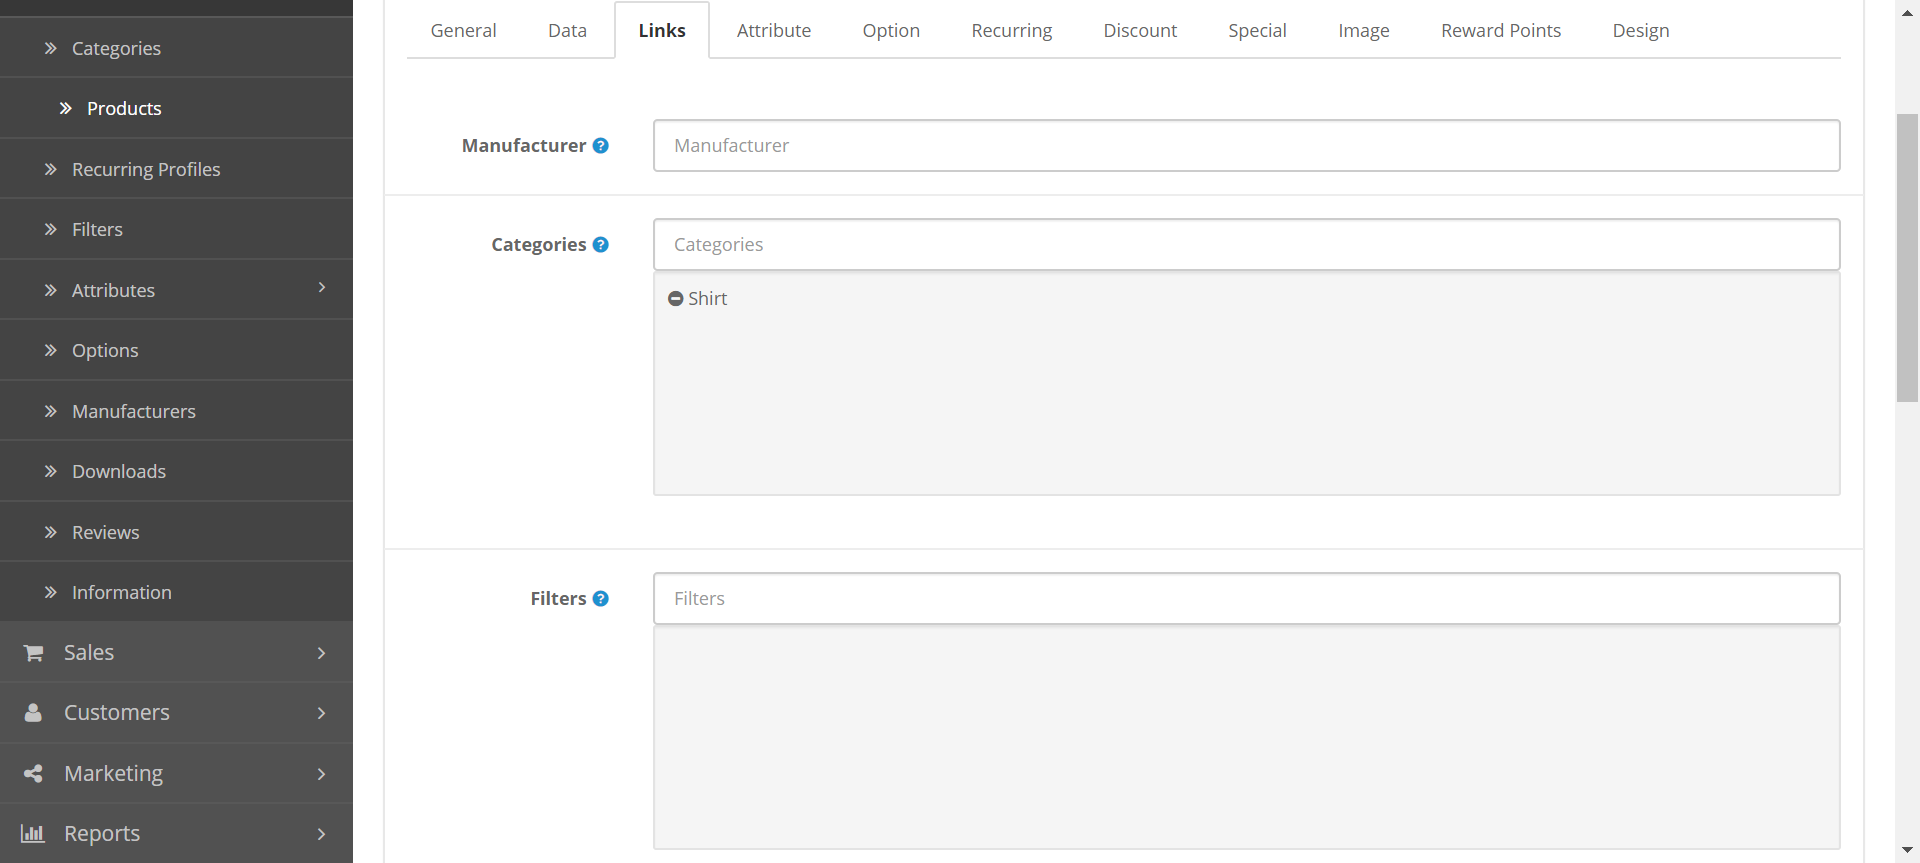 Categories
Products
Recurring Profiles
Filters
Attributes
Options
Manufacturers
Downloads
Reviews
Information
Sales
Customers
Marketing
Reports
General Data Links Attribute Option Recurring Discount Special Image Reward Points Design
Manufacturer ? Manufacturer
Categories ? Categories
Shirt
Filters ? Filters